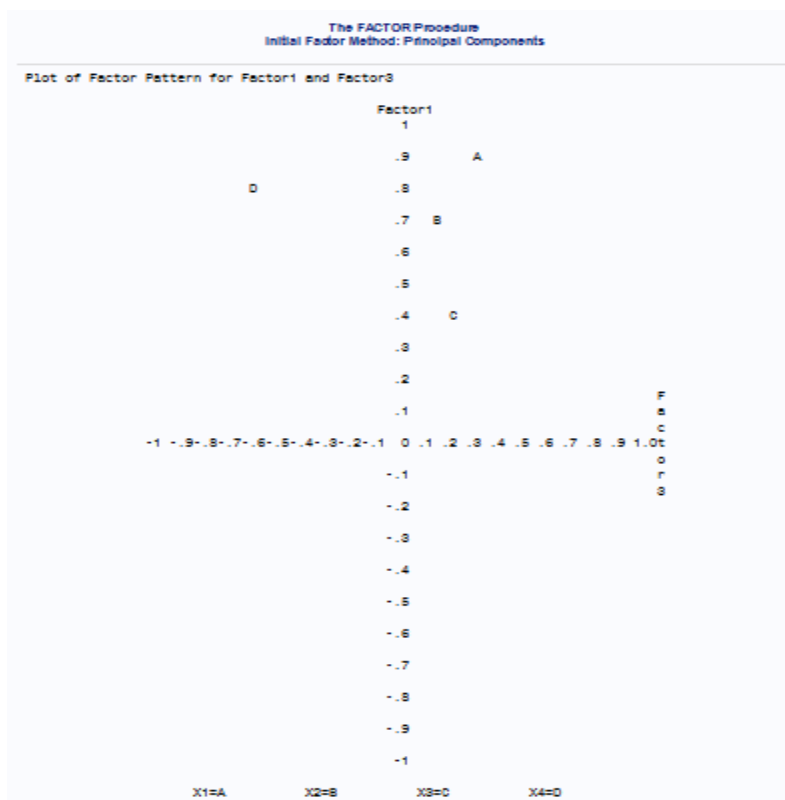 The FACTOR Procedure
Initial Factor Method: Principal Components
Plot of Factor Pattern for Factor1 and Factor3
Factor1
1
.9 A
D .8
.7 B
.6
.5
.4 C
.3
.2
F
.1 a
c
-1 -.9-.8-.7-.6-.5-.4-.3-.2-.1 0 .1 .2 .3 .4 .5 .6 .7 .8 .9 1.0t
o
-.1 r
-.2 3
-.3
-.4
-.5
-.6
-.7
-.8
-.9
-1
X1=A X2=B X3=C X4=D